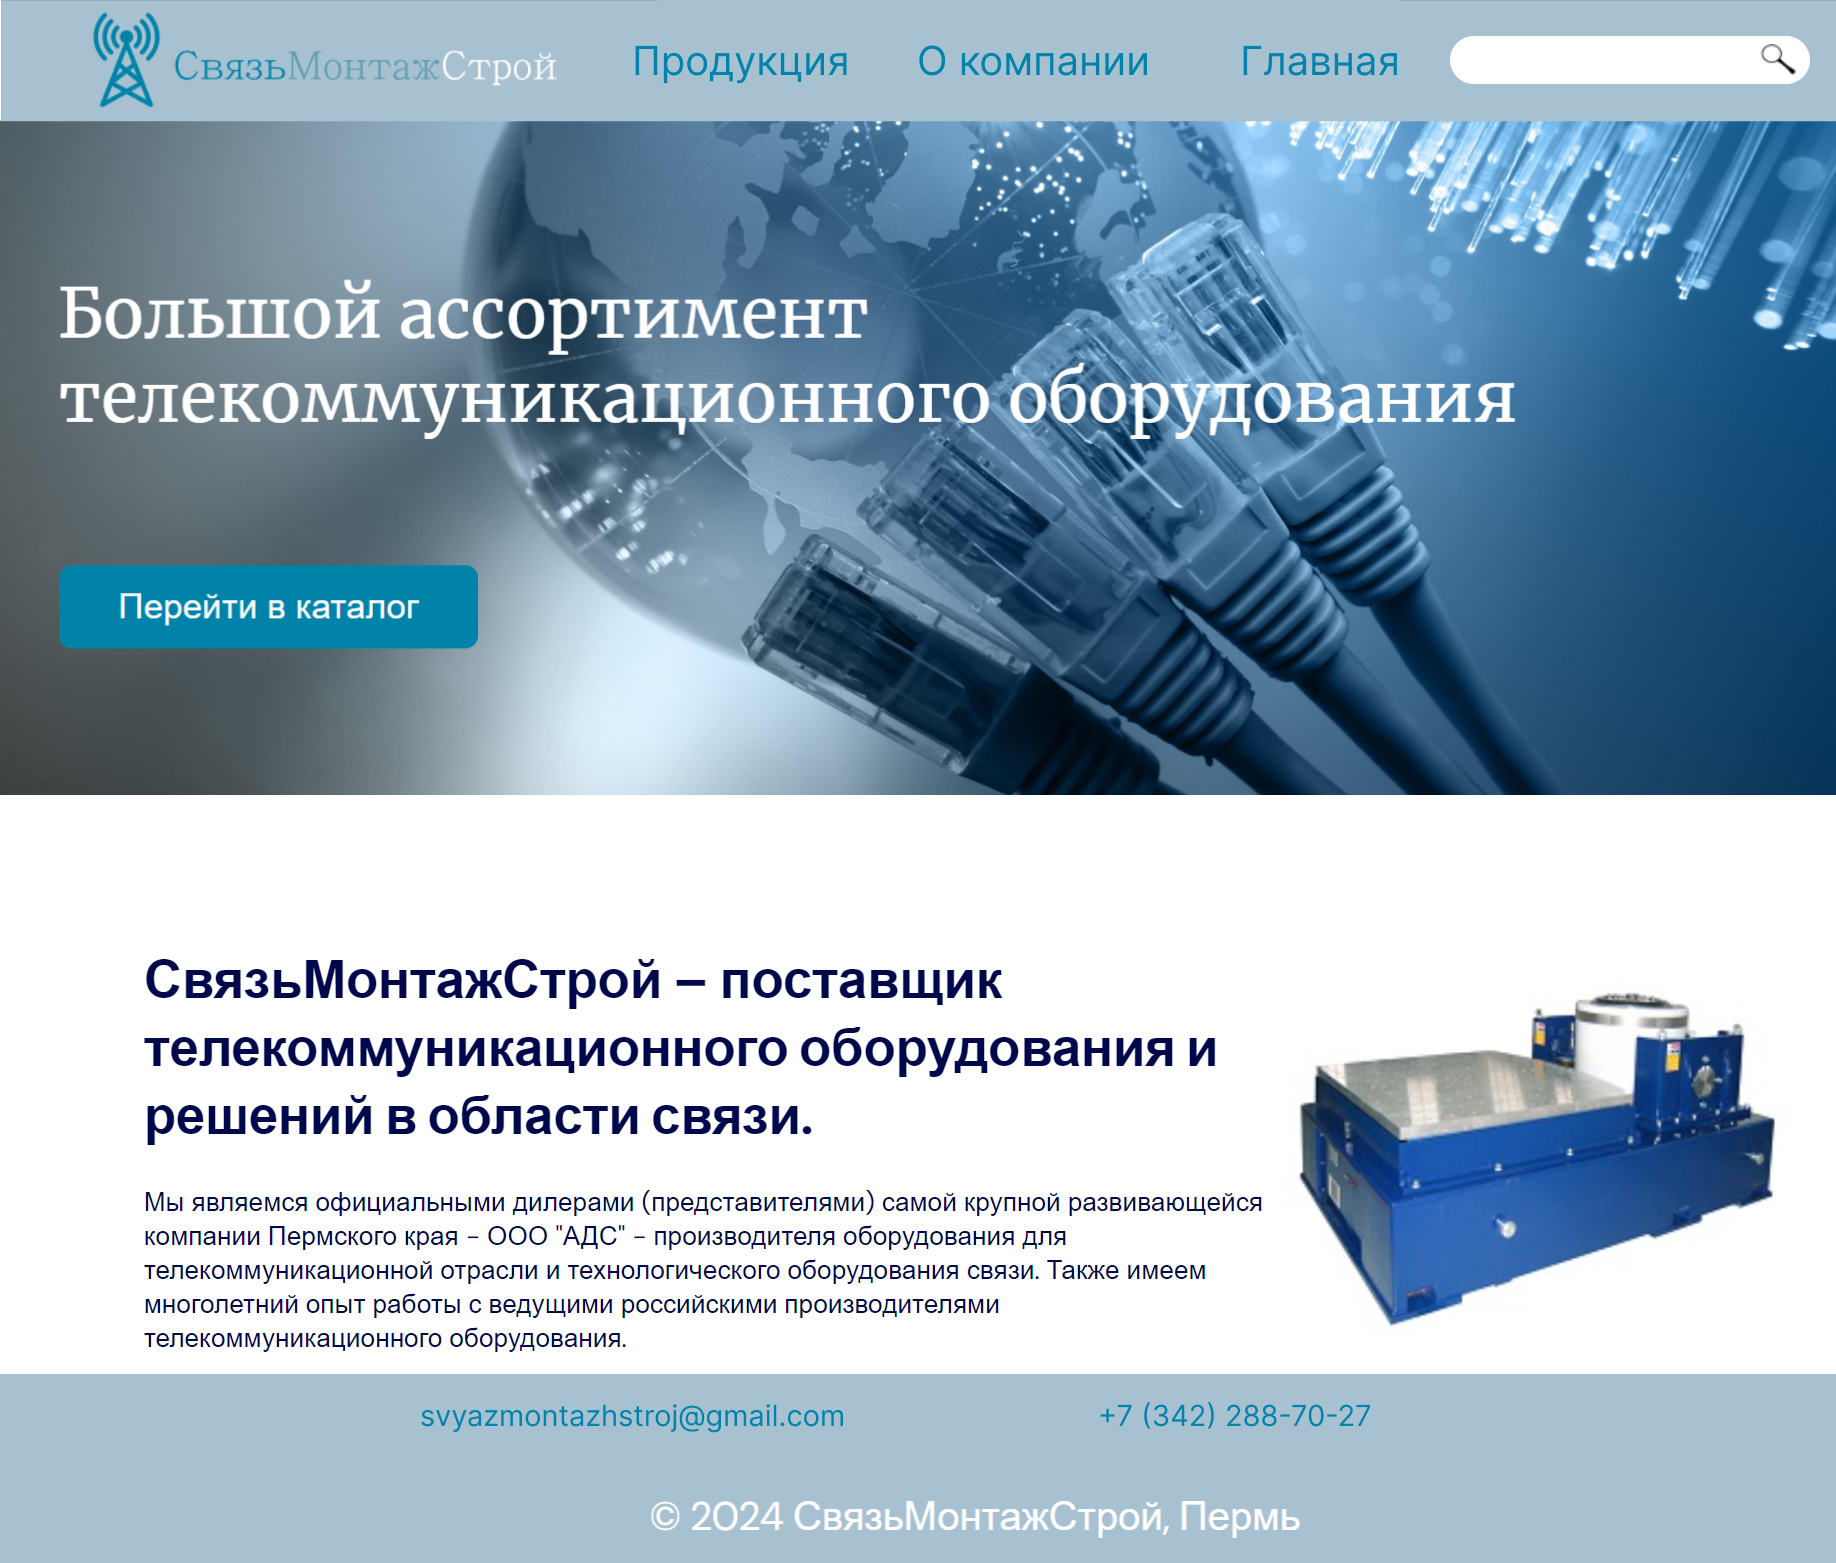 СвязьМонтажСтрой
Продукция
О компании
Главная
Большой ассортимент
телекоммуникационного оборудования
Перейти в каталог
СвязьМонтажСтрой – поставщик
телекоммуникационного оборудования и
решений в области связи.
Мы являемся официальными дилерами (представителями) самой крупной развивающейся
компании Пермского края – ООО "АДС" – производителя оборудования для
телекоммуникационной отрасли и технологического оборудования связи. Также имеем
многолетний опыт работы с ведущими российскими производителями
телекоммуникационного оборудования.
svyazmontazhstroj@gmail.com
+7 (342) 288-70-27
© 2024 СвязьМонтажСтрой, Пермь